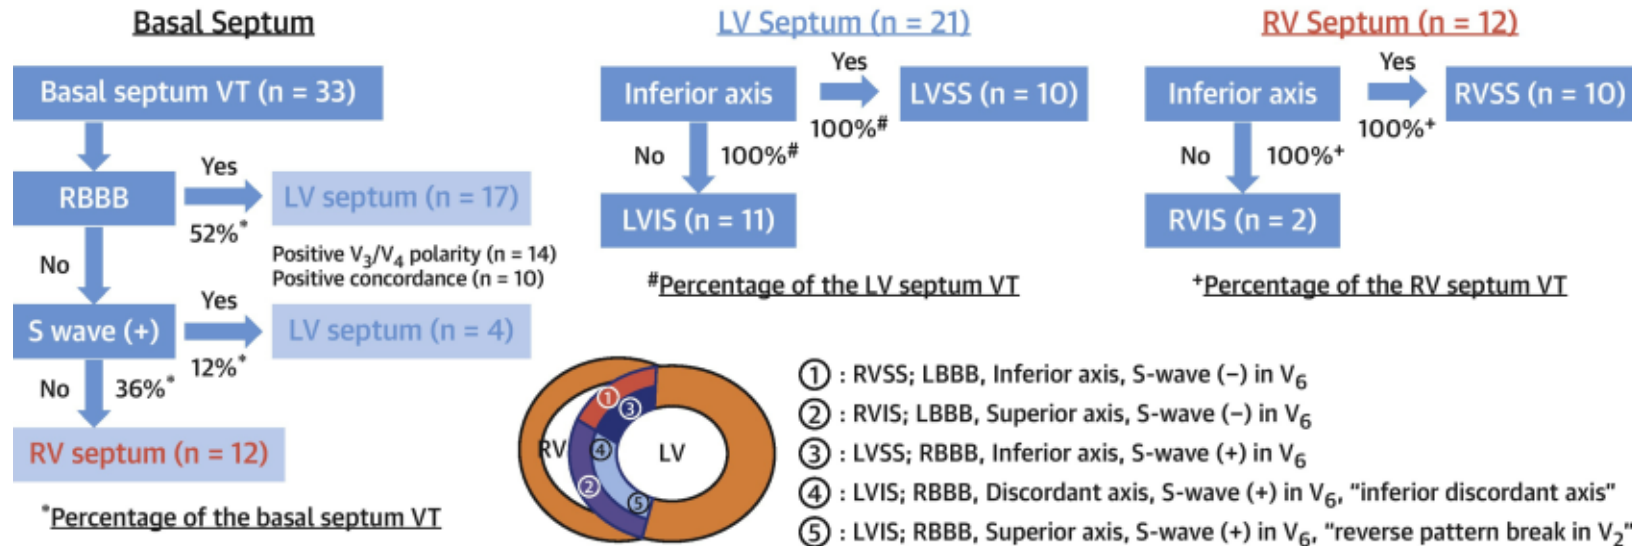 Basal Septum
Basal septum VT (n = 33)
RBBB
Yes
52%*
LV septum (n = 17)
Positive V3/V4 polarity (n = 14)
Positive concordance (n = 10)
No
S wave (+)
Yes
12%*
LV septum (n = 4)
No
36%*
RV septum (n = 12)
*Percentage of the basal septum VT
LV Septum (n = 21)
Inferior axis
Yes
100%#
LVSS (n = 10)
No
100%#
LVIS (n = 11)
#Percentage of the LV septum VT
RV Septum (n = 12)
Inferior axis
Yes
100%+
RVSS (n = 10)
No
100%+
RVIS (n = 2)
+Percentage of the RV septum VT
RV
LV
1
3
4
2
5
① : RVSS; LBBB, Inferior axis, S-wave (−) in V6
② : RVIS; LBBB, Superior axis, S-wave (−) in V6
③ : LVSS; RBBB, Inferior axis, S-wave (+) in V6
④ : LVIS; RBBB, Discordant axis, S-wave (+) in V6, “inferior discordant axis”
⑤ : LVIS; RBBB, Superior axis, S-wave (+) in V6, “reverse pattern break in V2”